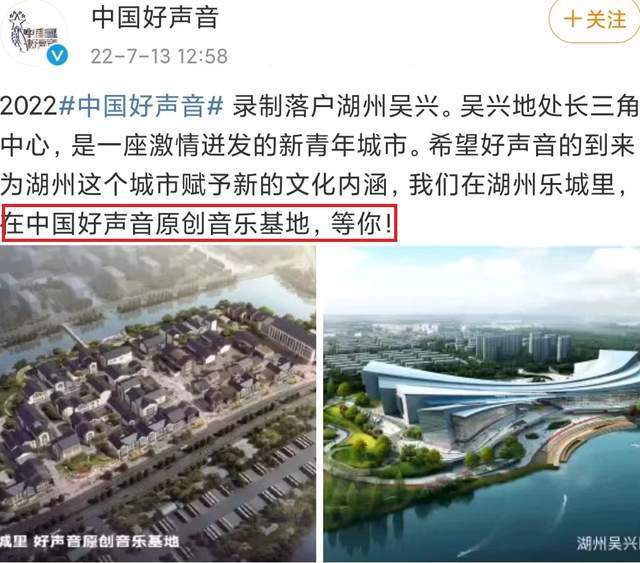 中国好声音
22-7-13 12:58
+关注
2022#中国好声音# 录制落户湖州吴兴。吴兴地处长三角
中心，是一座激情迸发的新青年城市。希望好声音的到来
为湖州这个城市赋予新的文化内涵，我们在湖州乐城里，
在中国好声音原创音乐基地，等你！
城里 好声音原创音乐基地
湖州吴兴